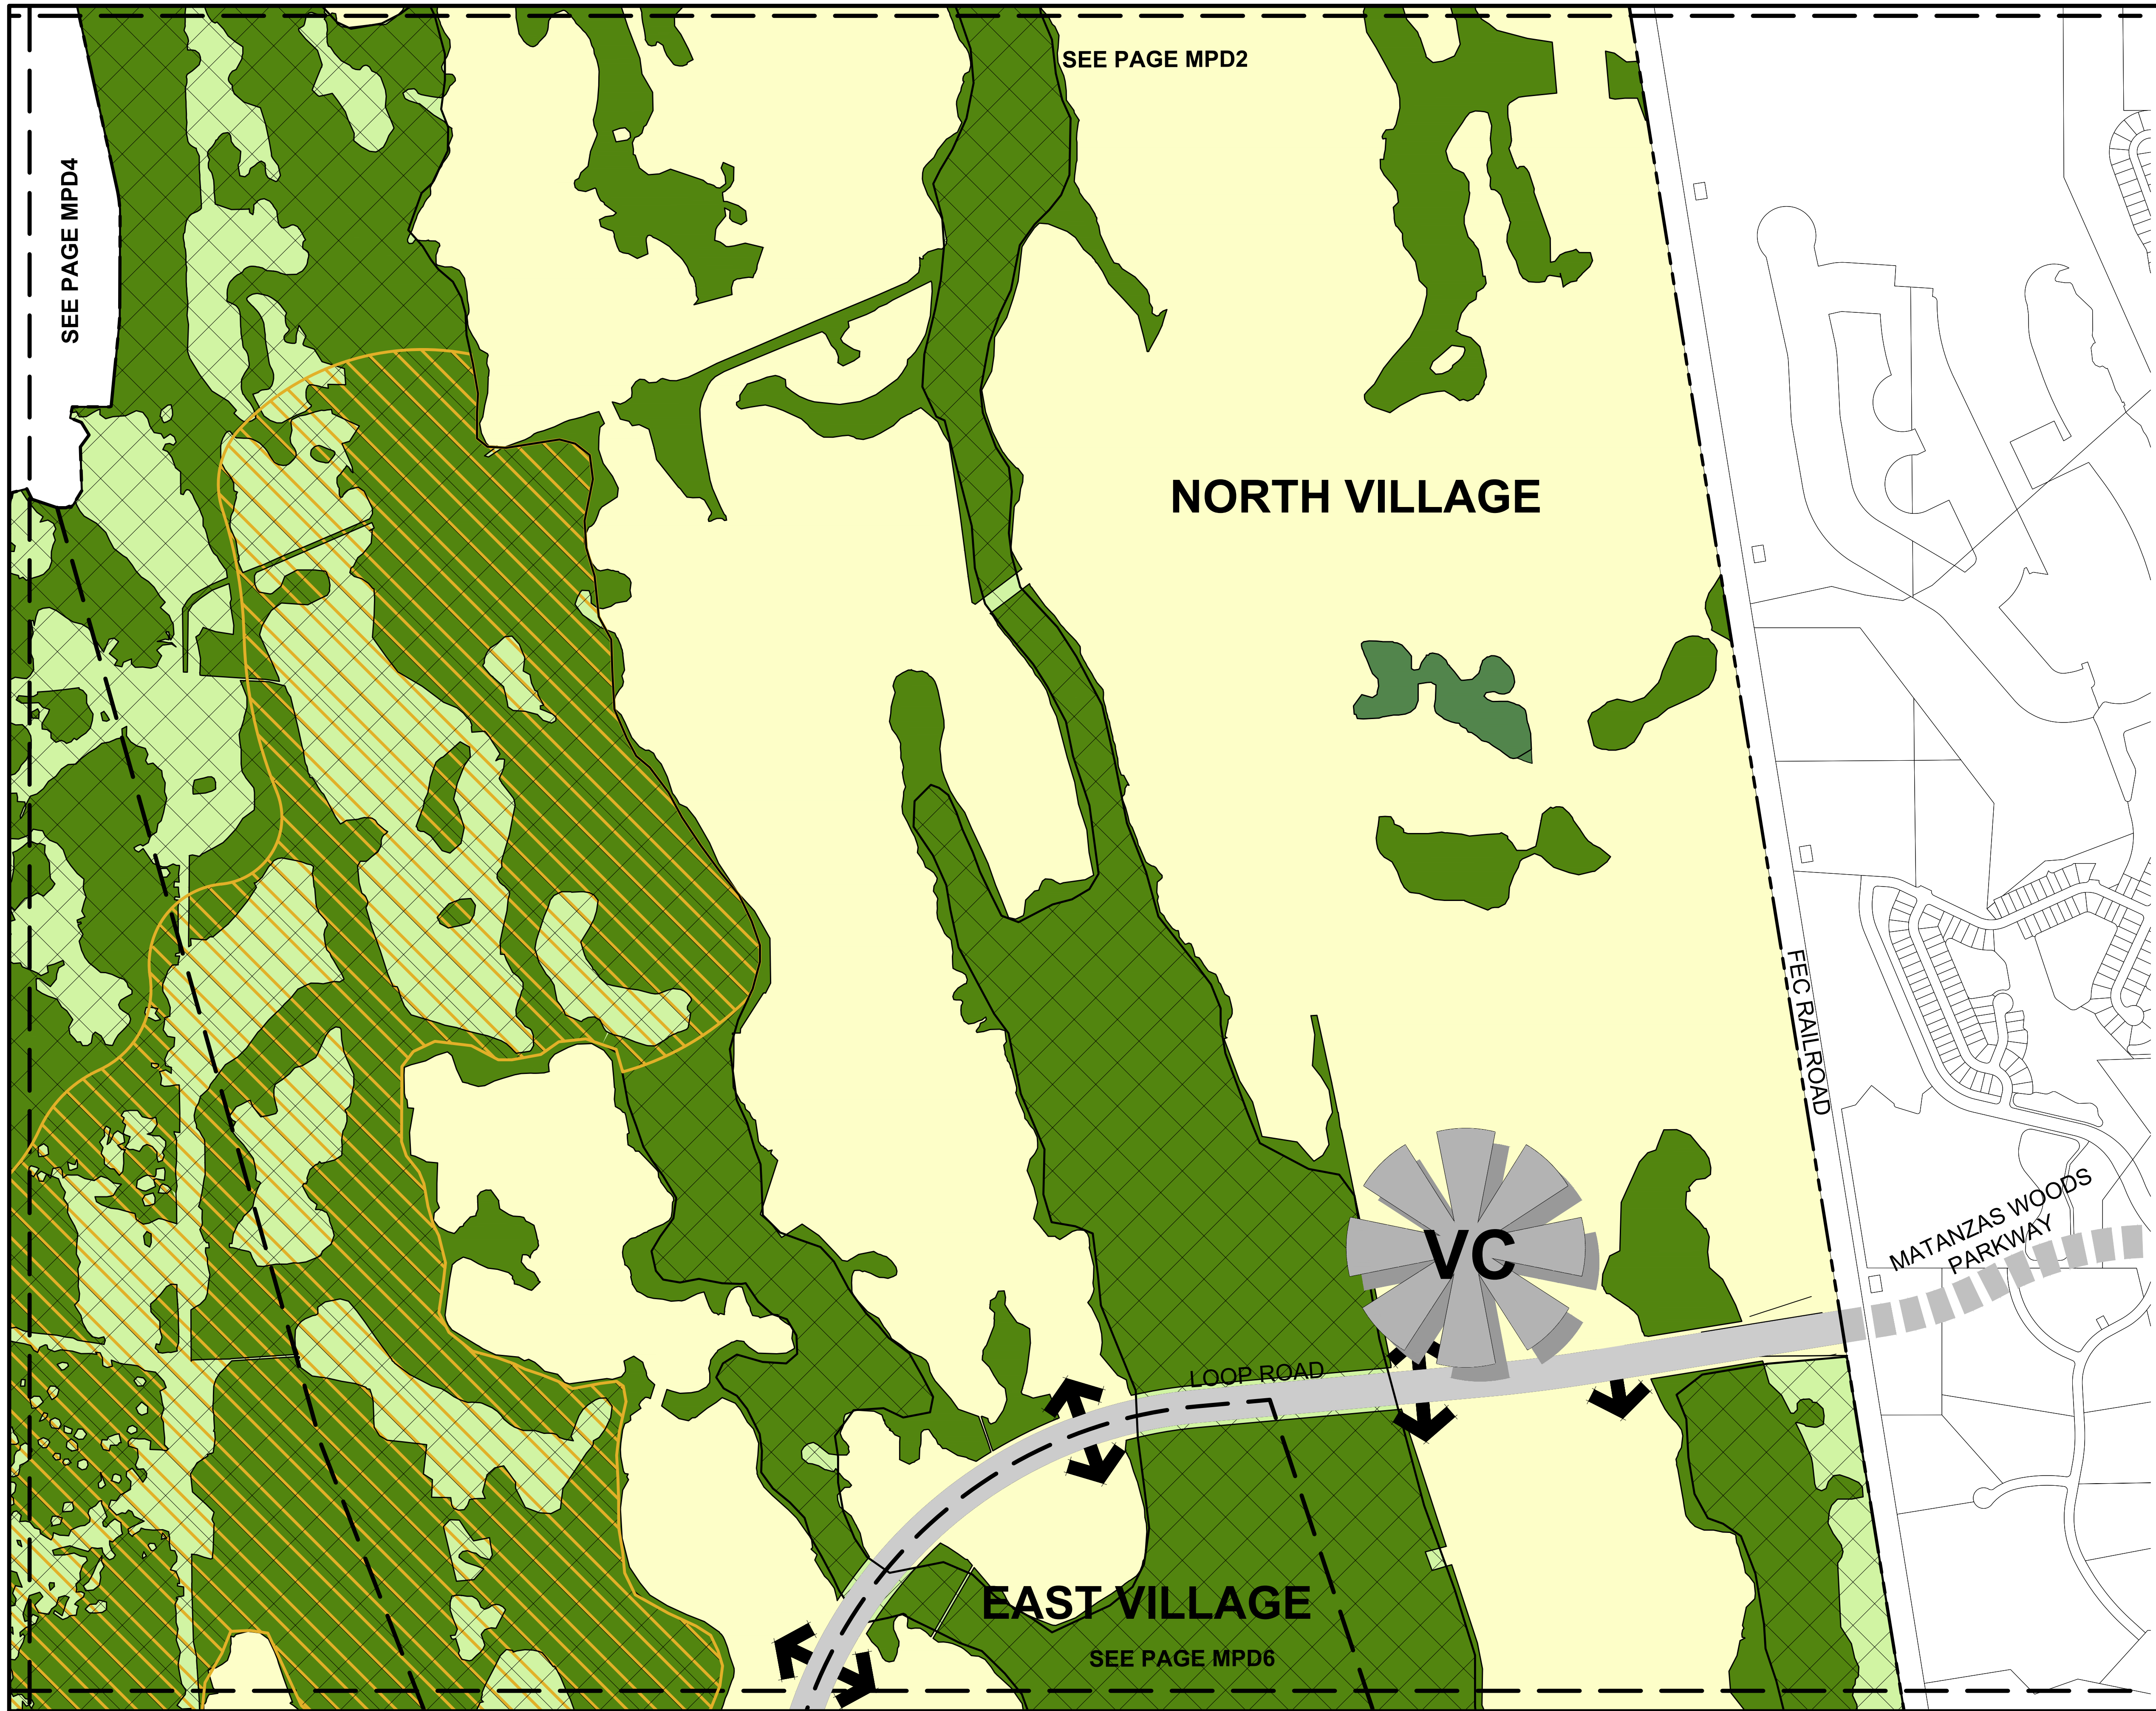 SEE PAGE MPD2
SEE PAGE MPD4
NORTH VILLAGE
FEC RAILROAD
MATANZAS WOODS
PARKWAY
VC
LOOP ROAD
EAST VILLAGE
SEE PAGE MPD6